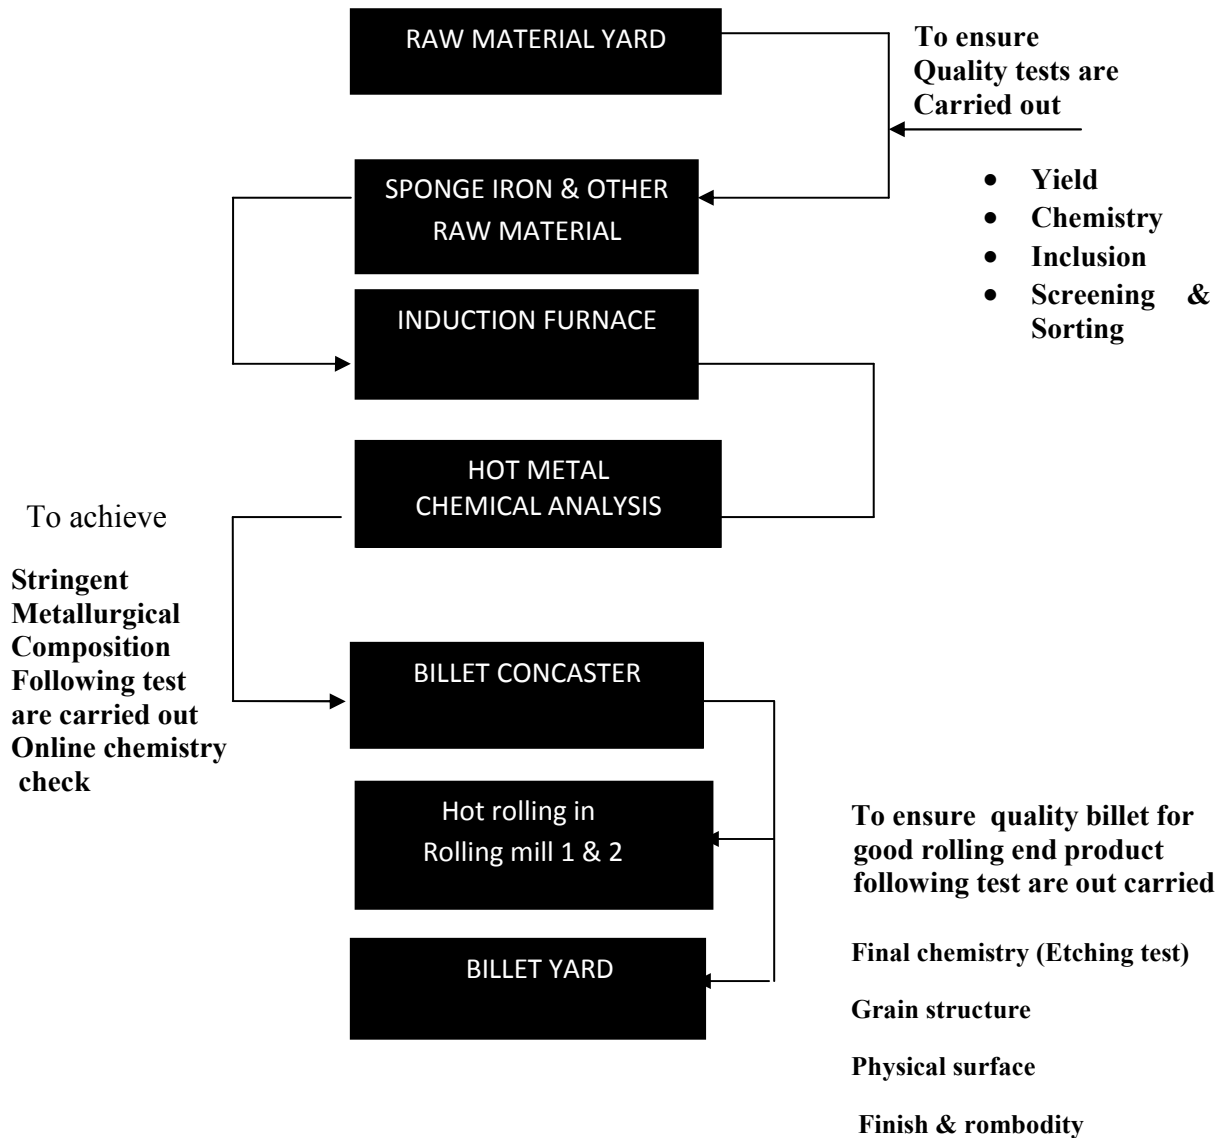 RAW MATERIAL YARD
To ensure
Quality tests are
Carried out
• Yield
• Chemistry
• Inclusion
• Screening &
Sorting
SPONGE IRON & OTHER
RAW MATERIAL
INDUCTION FURNACE
HOT METAL
CHEMICAL ANALYSIS
To achieve
Stringent
Metallurgical
Composition
Following test
are carried out
Online chemistry
check
BILLET CONCASTER
Hot rolling in
Rolling mill 1 & 2
BILLET YARD
To ensure quality billet for
good rolling end product
following test are out carried
Final chemistry (Etching test)
Grain structure
Physical surface
Finish & rombodity